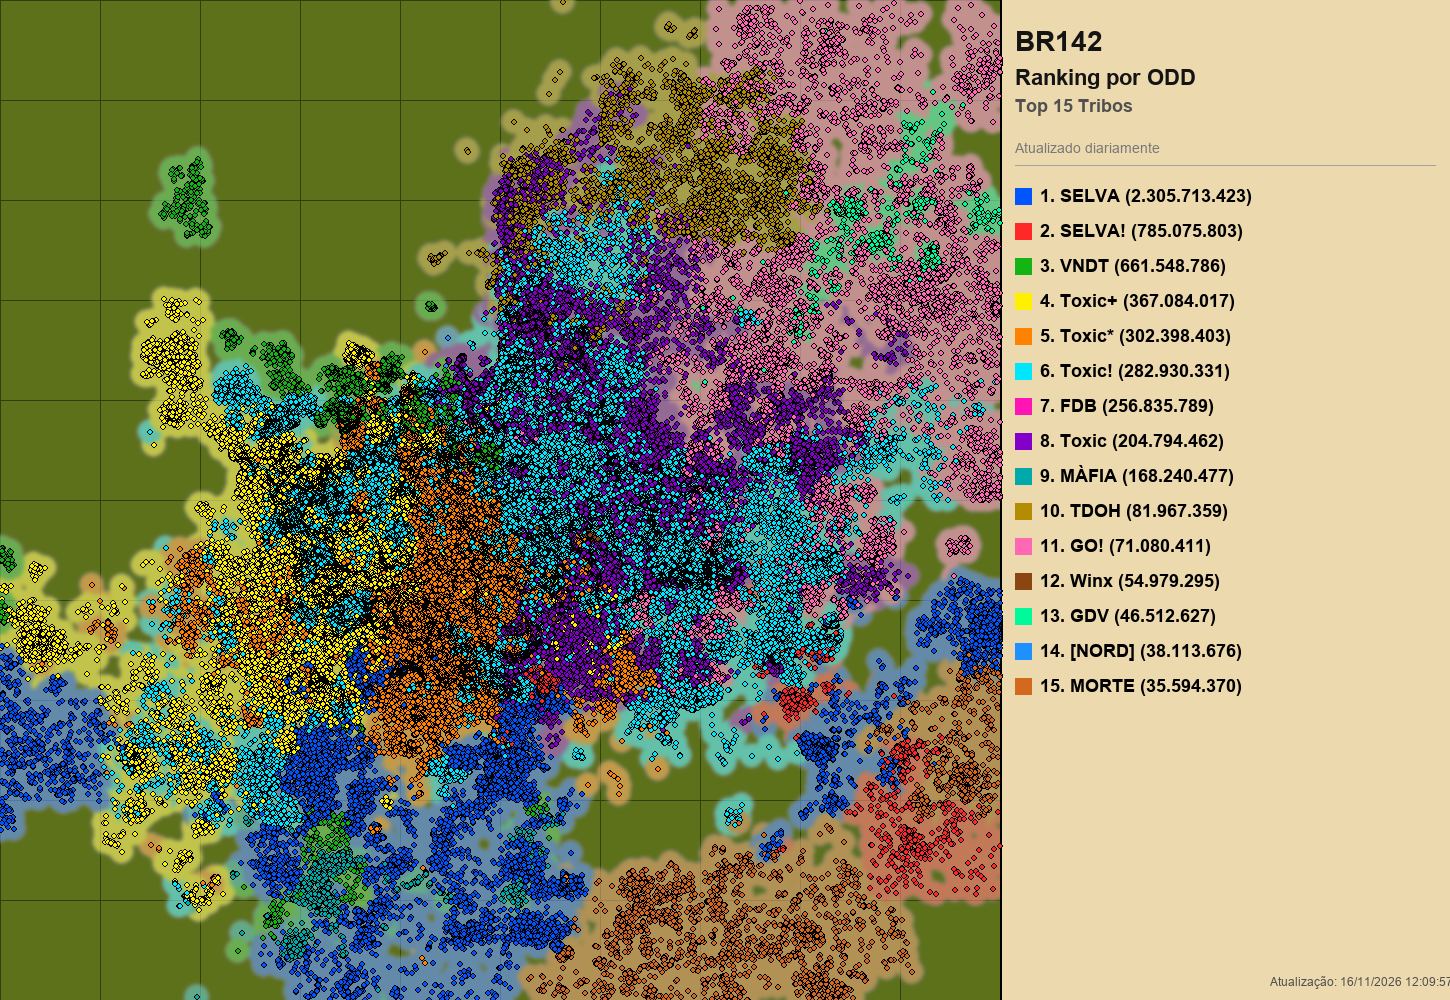 BR142
Ranking por ODD
Top 15 Tribos
Atualizado diariamente
1. SELVA (2.305.713.423)
2. SELVA! (785.075.803)
3. VNDT (661.548.786)
4. Toxic+ (367.084.017)
5. Toxic* (302.398.403)
6. Toxic! (282.930.331)
7. FDB (256.835.789)
8. Toxic (204.794.462)
9. MÀFIA (168.240.477)
10. TDOH (81.967.359)
11. GO! (71.080.411)
12. Winx (54.979.295)
13. GDV (46.512.627)
14. [NORD] (38.113.676)
15. MORTE (35.594.370)
Atualização: 16/11/2026 12:09:57